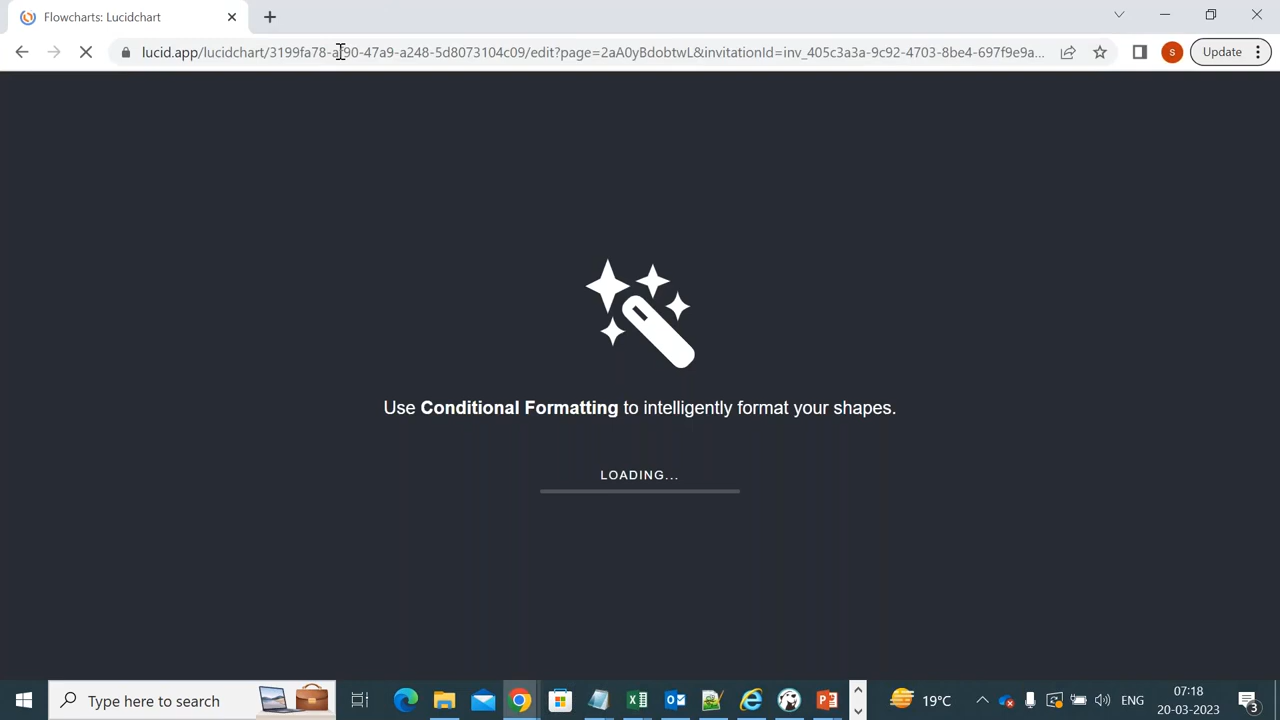 Flowcharts: Lucidchart
lucid.app/lucidchart/3199fa78-af90-47a9-a248-5d8073104c09/edit?page=2aA0yBdobtwL&invitationId=inv_405c3a3a-9c92-4703-8be4-697f9e9a...
Update
Use Conditional Formatting to intelligently format your shapes.
LOADING...
Type here to search
19°C
ENG
07:18
20-03-2023
3
S